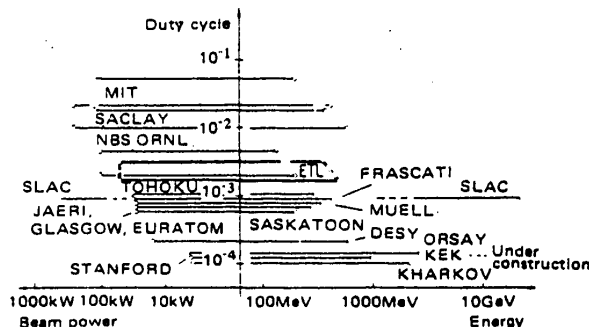 Duty cycle
10⁻¹
MIT
SACLAY
10⁻²
NBS ORNL
ETL
FRASCATI
SLAC
TOHOKU
10⁻³
SLAC
JAERI,
MUELL.
GLASGOW, EURATOM
SASKATOON
DESY
ORSAY
STANFORD
10⁻⁴
KEK ··· Under
construction
KHARKOV
1000kW 100kW 10kW 100MeV 1000MeV 10GeV
Beam power Energy